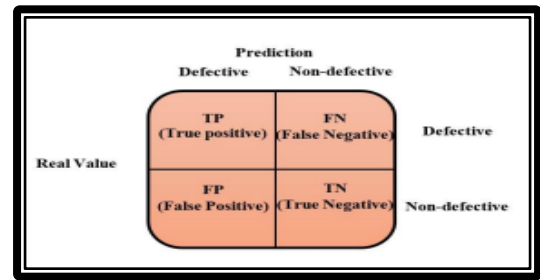 Prediction
Defective Non-defective
TP FN
(True positive) (False Negative) Defective
Real Value
FP TN
(False Positive) (True Negative) Non-defective